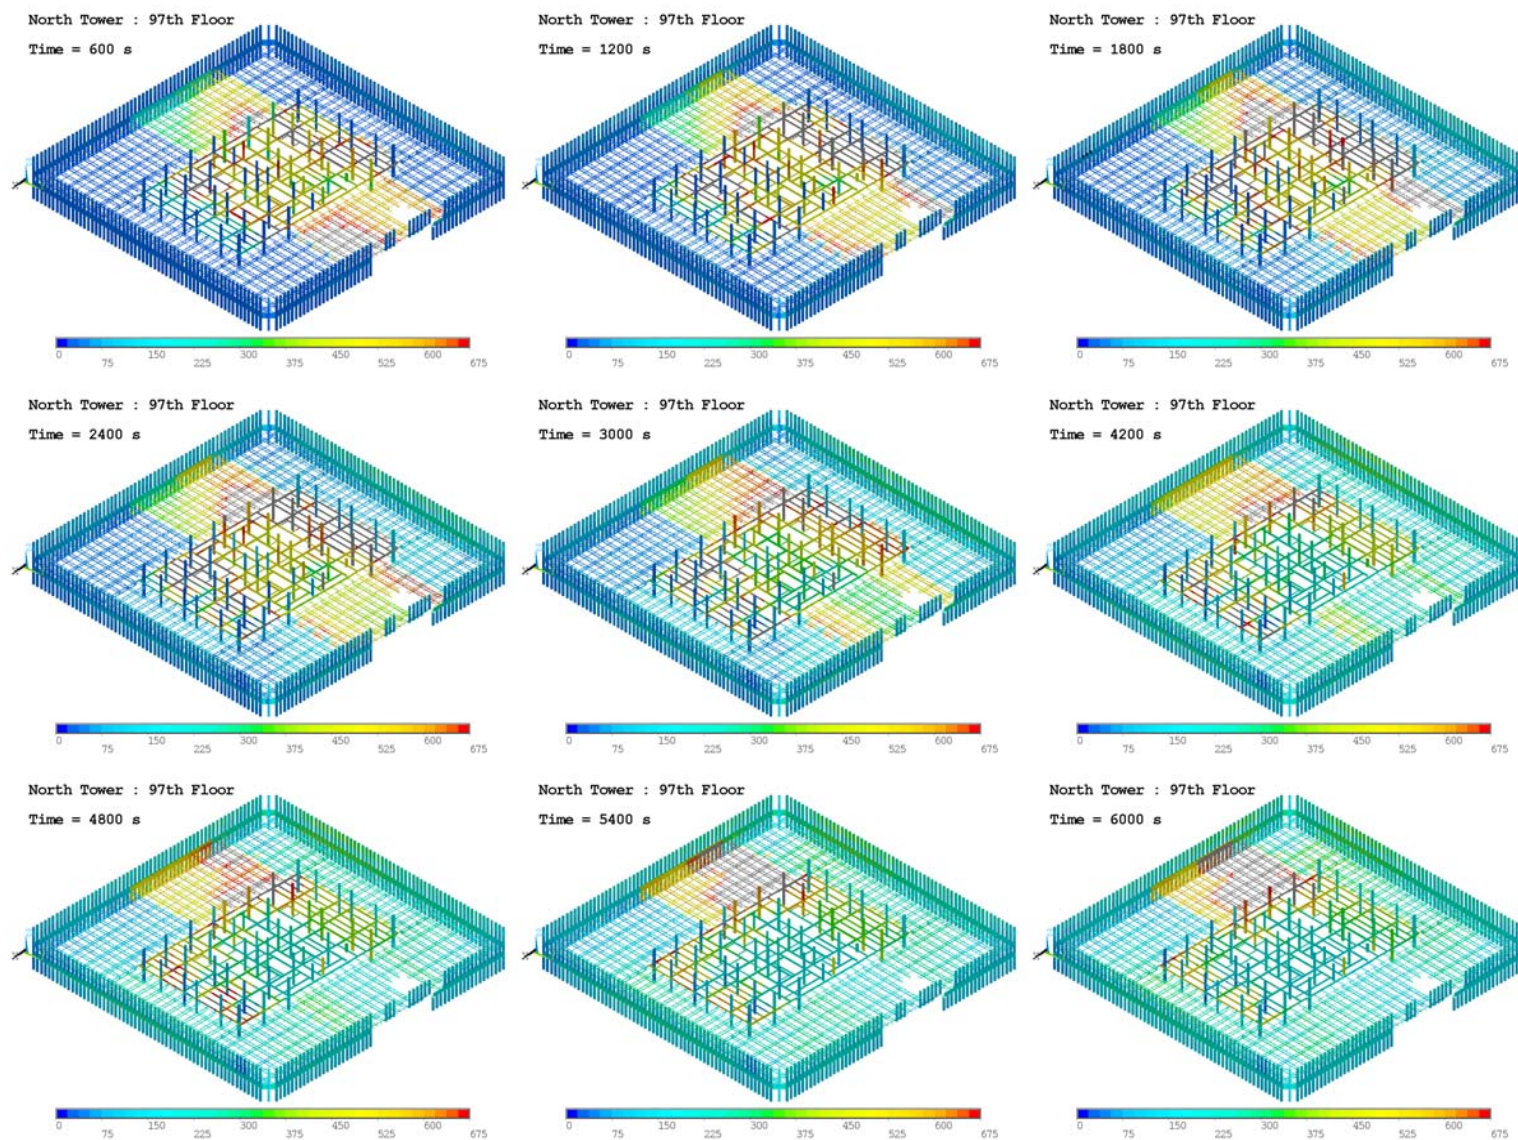 North Tower : 97th Floor
Time = 600 s
0 75 150 225 300 375 450 525 600 675
North Tower : 97th Floor
Time = 1200 s
0 75 150 225 300 375 450 525 600 675
North Tower : 97th Floor
Time = 1800 s
0 75 150 225 300 375 450 525 600 675
North Tower : 97th Floor
Time = 2400 s
0 75 150 225 300 375 450 525 600 675
North Tower : 97th Floor
Time = 3000 s
0 75 150 225 300 375 450 525 600 675
North Tower : 97th Floor
Time = 4200 s
0 75 150 225 300 375 450 525 600 675
North Tower : 97th Floor
Time = 4800 s
0 75 150 225 300 375 450 525 600 675
North Tower : 97th Floor
Time = 5400 s
0 75 150 225 300 375 450 525 600 675
North Tower : 97th Floor
Time = 6000 s
0 75 150 225 300 375 450 525 600 675